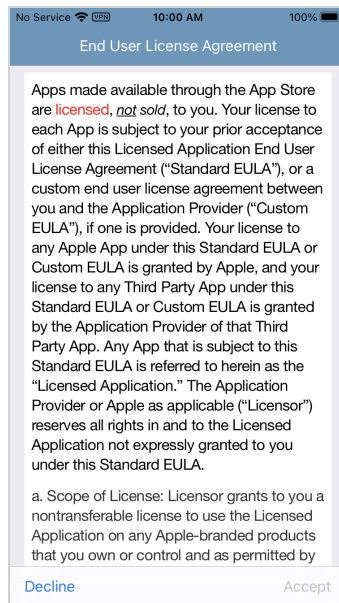 No Service VPN 10:00 AM 100%
End User License Agreement
Apps made available through the App Store
are licensed, not sold, to you. Your license to
each App is subject to your prior acceptance
of either this Licensed Application End User
License Agreement (“Standard EULA”), or a
custom end user license agreement between
you and the Application Provider (“Custom
EULA”), if one is provided. Your license to
any Apple App under this Standard EULA or
Custom EULA is granted by Apple, and your
license to any Third Party App under this
Standard EULA or Custom EULA is granted
by the Application Provider of that Third
Party App. Any App that is subject to this
Standard EULA is referred to herein as the
“Licensed Application.” The Application
Provider or Apple as applicable (“Licensor”)
reserves all rights in and to the Licensed
Application not expressly granted to you
under this Standard EULA.
a. Scope of License: Licensor grants to you a
nontransferable license to use the Licensed
Application on any Apple-branded products
that you own or control and as permitted by
Decline Accept